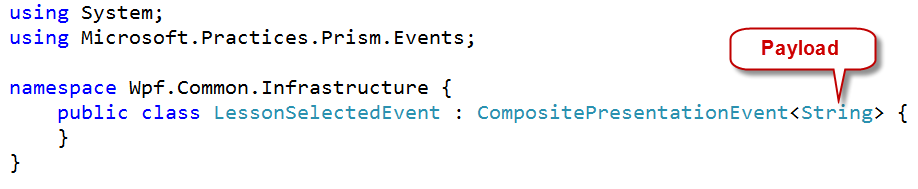 using System;
using Microsoft.Practices.Prism.Events;
Payload
namespace Wpf.Common.Infrastructure {
    public class LessonSelectedEvent : CompositePresentationEvent<String> {
    }
}